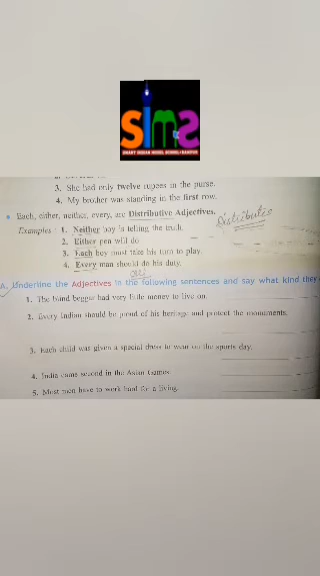 SIMS
SMART INDIAN MODEL SCHOOL
3. She had only twelve rupees in the purse.
4. My brother was standing in the first row.
Each, either, neither, every, are Distributive Adjectives.
Distributive
Examples : 1. Neither boy is telling the truth.
2. Either pen will do
3. Each boy must take his turn to play.
4. Every man should do his duty.
A. Underline the Adjectives in the following sentences and say what kind they
1. The blind beggar had very little money to live on.
2. Every Indian should be proud of his heritage and protect the monuments.
3. Each child was given a special dress to wear on the sports day.
4. India came second in the Asian Games.
5. Most men have to work hard for a living.